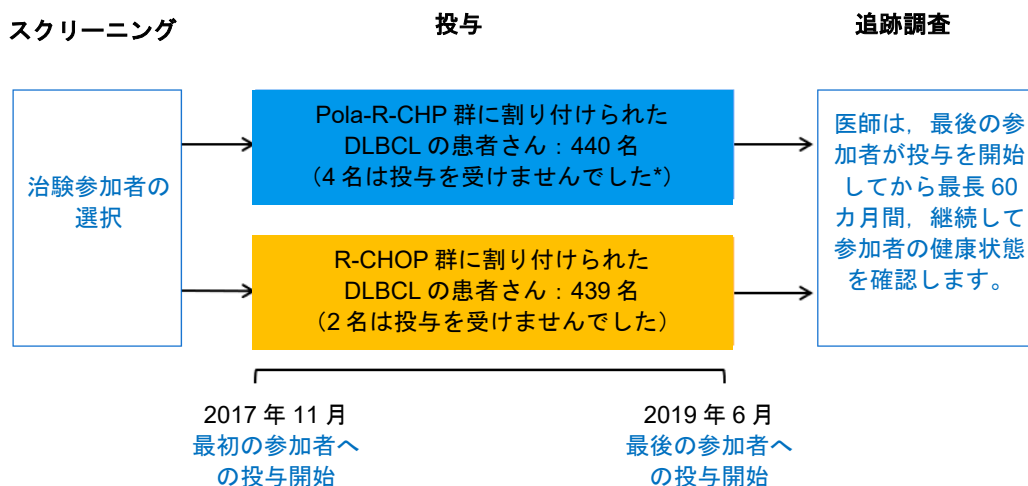 スクリーニング
投与
追跡調査
治験参加者の
選択
Pola-R-CHP 群に割り付けられた
DLBCL の患者さん：440 名
（4 名は投与を受けませんでした*）
R-CHOP 群に割り付けられた
DLBCL の患者さん：439 名
（2 名は投与を受けませんでした）
医師は，最後の参
加者が投与を開始
してから最長 60
カ月間，継続して
参加者の健康状態
を確認します。
2017 年 11 月
最初の参加者へ
の投与開始
2019 年 6 月
最後の参加者へ
の投与開始